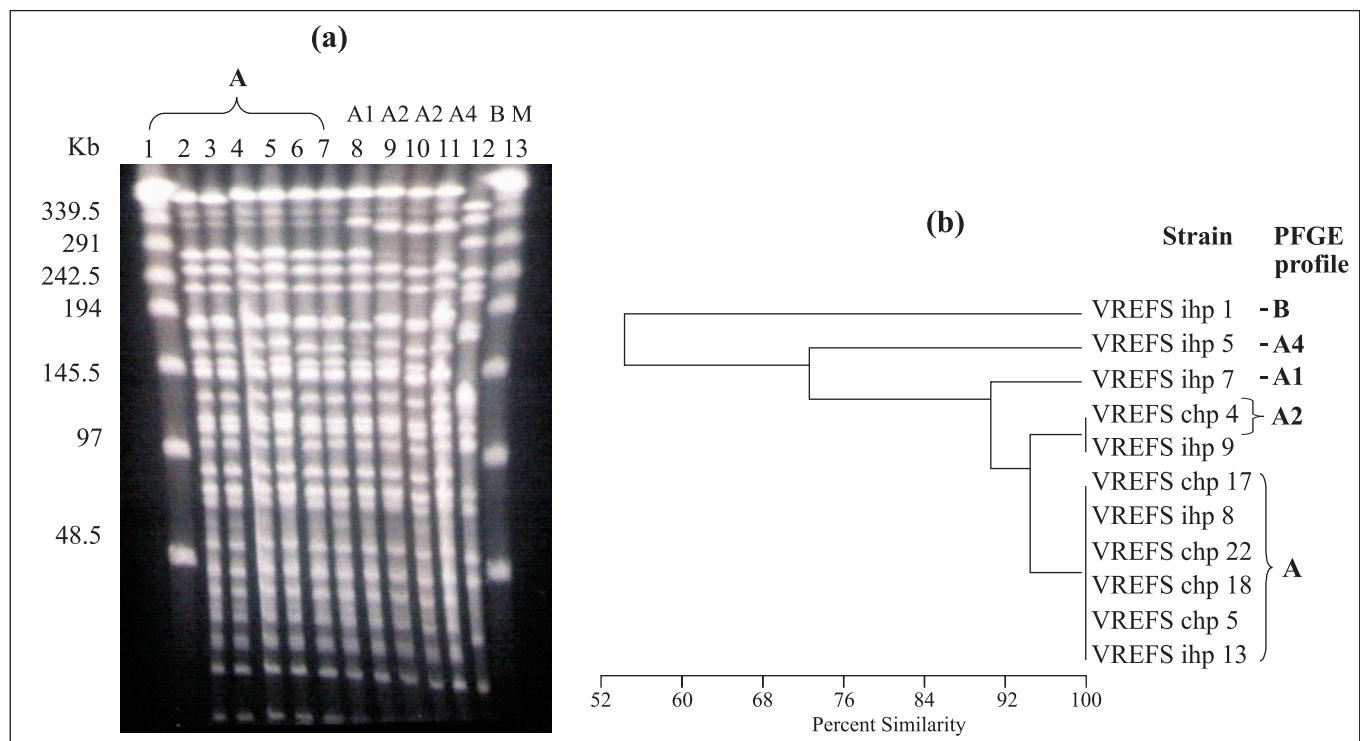 (a)
A
A1 A2 A2 A4 B M
Kb 1 2 3 4 5 6 7 8 9 10 11 12 13
339.5
291
242.5
194
145.5
97
48.5
(b)
Strain PFGE
profile
VREFS ihp 1 -B
VREFS ihp 5 -A4
VREFS ihp 7 -A1
VREFS chp 4
A2
VREFS ihp 9
VREFS chp 17
VREFS ihp 8
VREFS chp 22
A
VREFS chp 18
VREFS chp 5
VREFS ihp 13
52 60 68 76 84 92 100
Percent Similarity